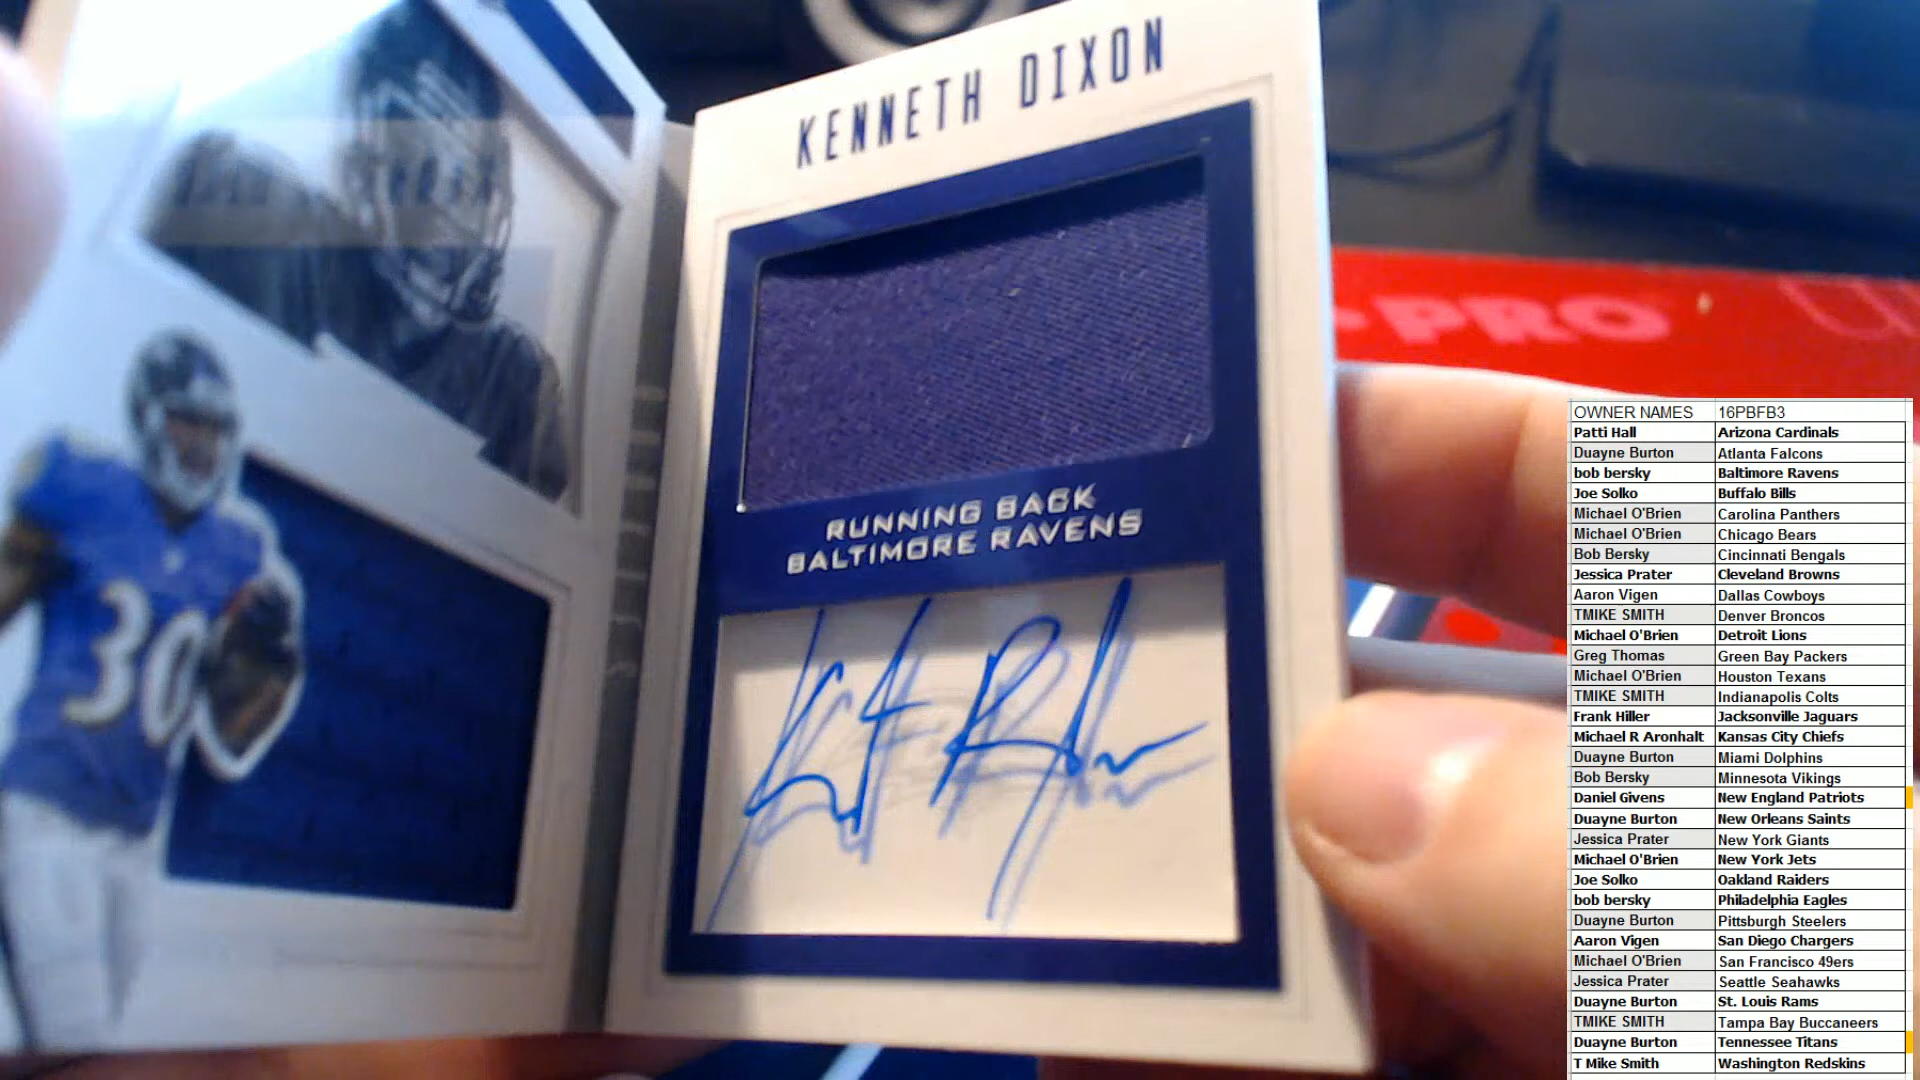 KENNETH DIXON
RUNNING BACK
BALTIMORE RAVENS
30
PRO
OWNER NAMES 16PBFB3
Patti Hall Arizona Cardinals
Duayne Burton Atlanta Falcons
bob bersky Baltimore Ravens
Joe Solko Buffalo Bills
Michael O'Brien Carolina Panthers
Michael O'Brien Chicago Bears
Bob Bersky Cincinnati Bengals
Jessica Prater Cleveland Browns
Aaron Vigen Dallas Cowboys
TMIKE SMITH Denver Broncos
Michael O'Brien Detroit Lions
Greg Thomas Green Bay Packers
Michael O'Brien Houston Texans
TMIKE SMITH Indianapolis Colts
Frank Hiller Jacksonville Jaguars
Michael R Aronhalt Kansas City Chiefs
Duayne Burton Miami Dolphins
Bob Bersky Minnesota Vikings
Daniel Givens New England Patriots
Duayne Burton New Orleans Saints
Jessica Prater New York Giants
Michael O'Brien New York Jets
Joe Solko Oakland Raiders
bob bersky Philadelphia Eagles
Duayne Burton Pittsburgh Steelers
Aaron Vigen San Diego Chargers
Michael O'Brien San Francisco 49ers
Jessica Prater Seattle Seahawks
Duayne Burton St. Louis Rams
TMIKE SMITH Tampa Bay Buccaneers
Duayne Burton Tennessee Titans
T Mike Smith Washington Redskins